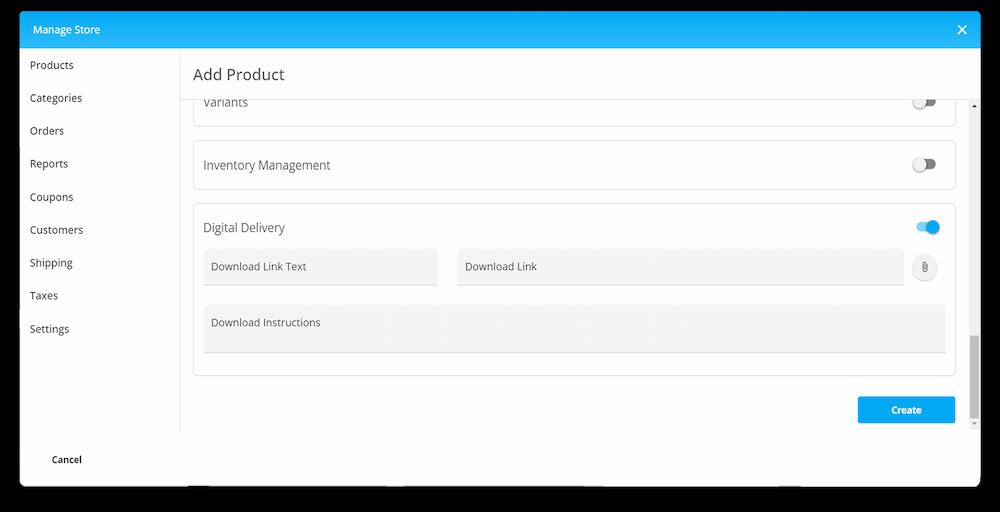 Manage Store
Products
Categories
Orders
Reports
Coupons
Customers
Shipping
Taxes
Settings
Add Product
Variants
Inventory Management
Digital Delivery
Download Link Text
Download Link
Download Instructions
Create
Cancel